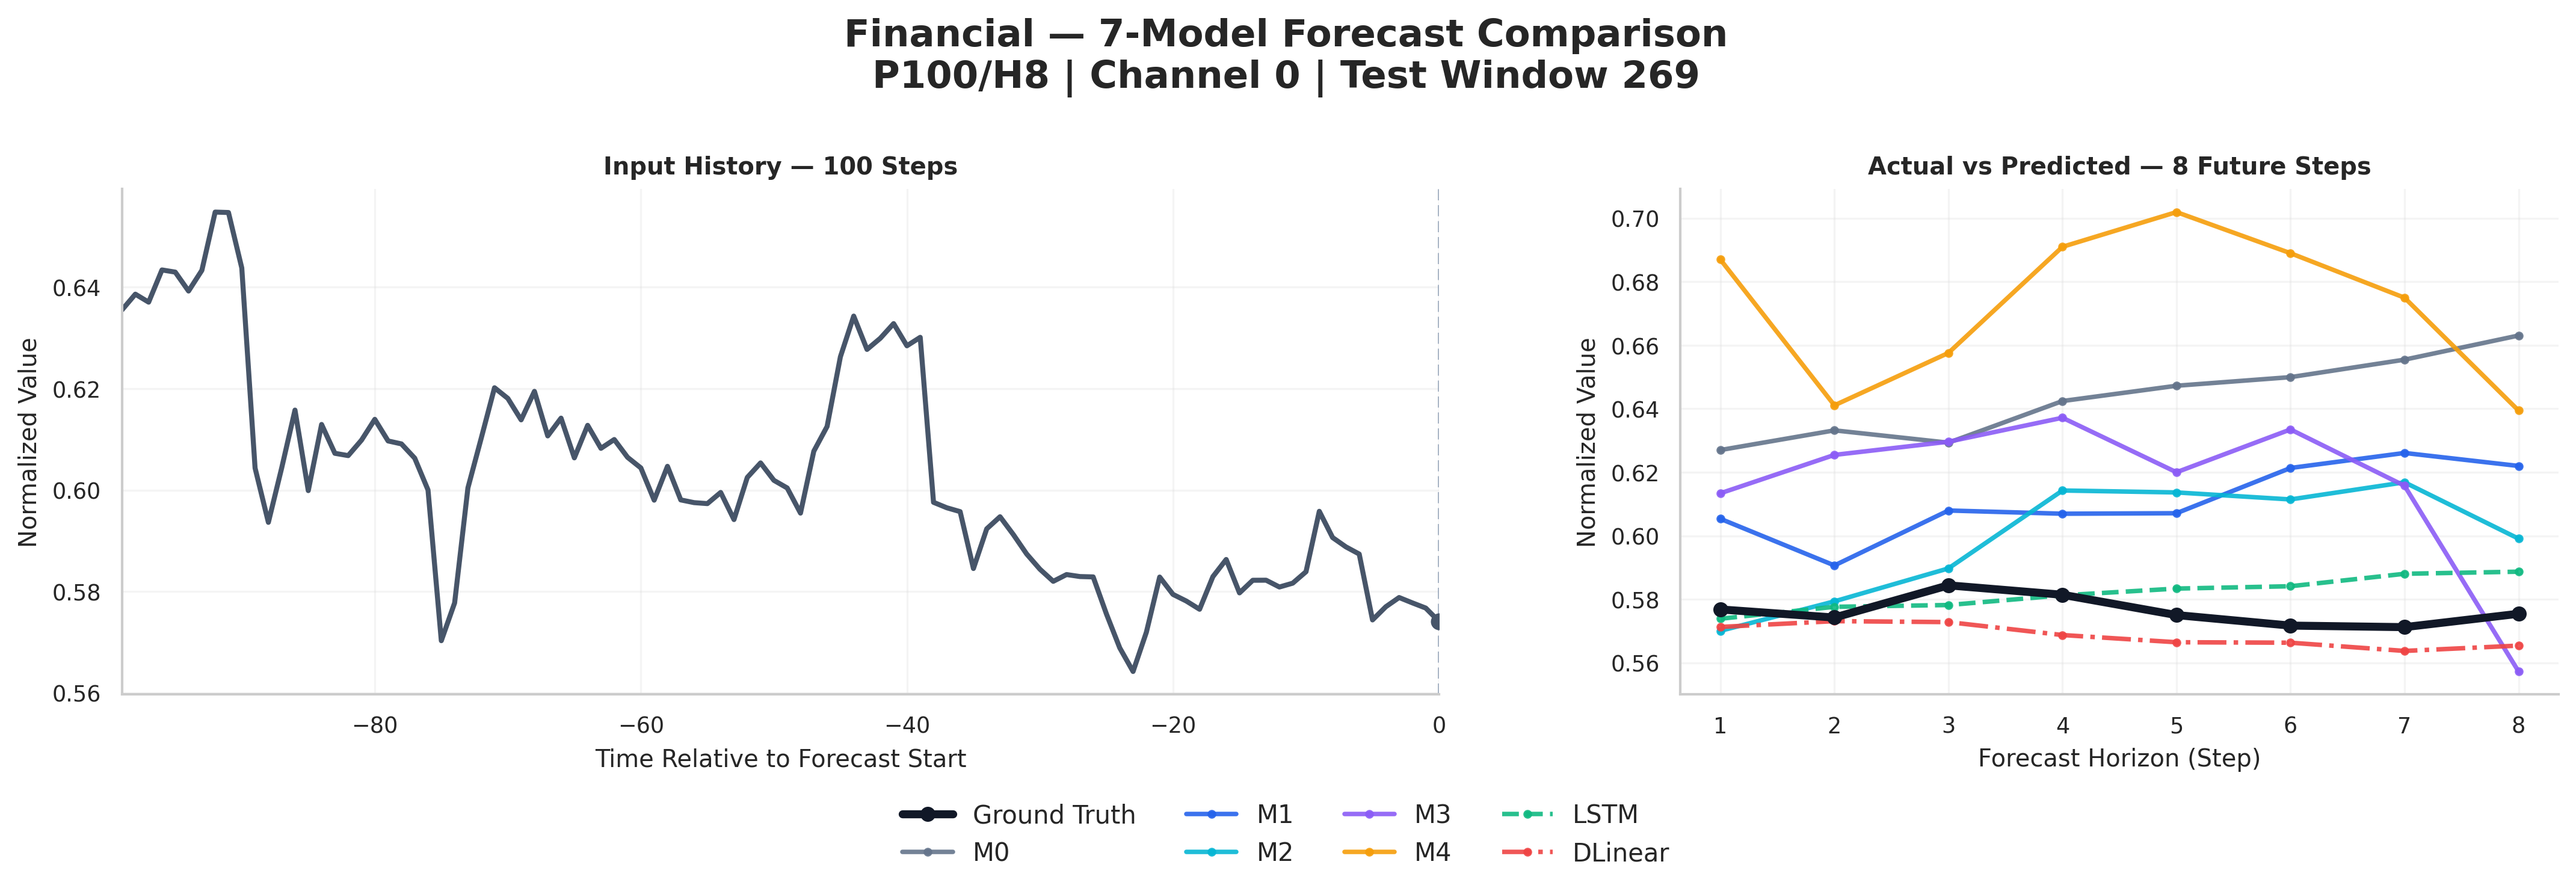 Financial — 7-Model Forecast Comparison
P100/H8 | Channel 0 | Test Window 269
Input History — 100 Steps
Normalized Value
0.64
0.62
0.60
0.58
0.56
−80
−60
−40
−20
0
Time Relative to Forecast Start
Actual vs Predicted — 8 Future Steps
Normalized Value
0.70
0.68
0.66
0.64
0.62
0.60
0.58
0.56
1
2
3
4
5
6
7
8
Forecast Horizon (Step)
Ground Truth
M0
M1
M2
M3
M4
LSTM
DLinear